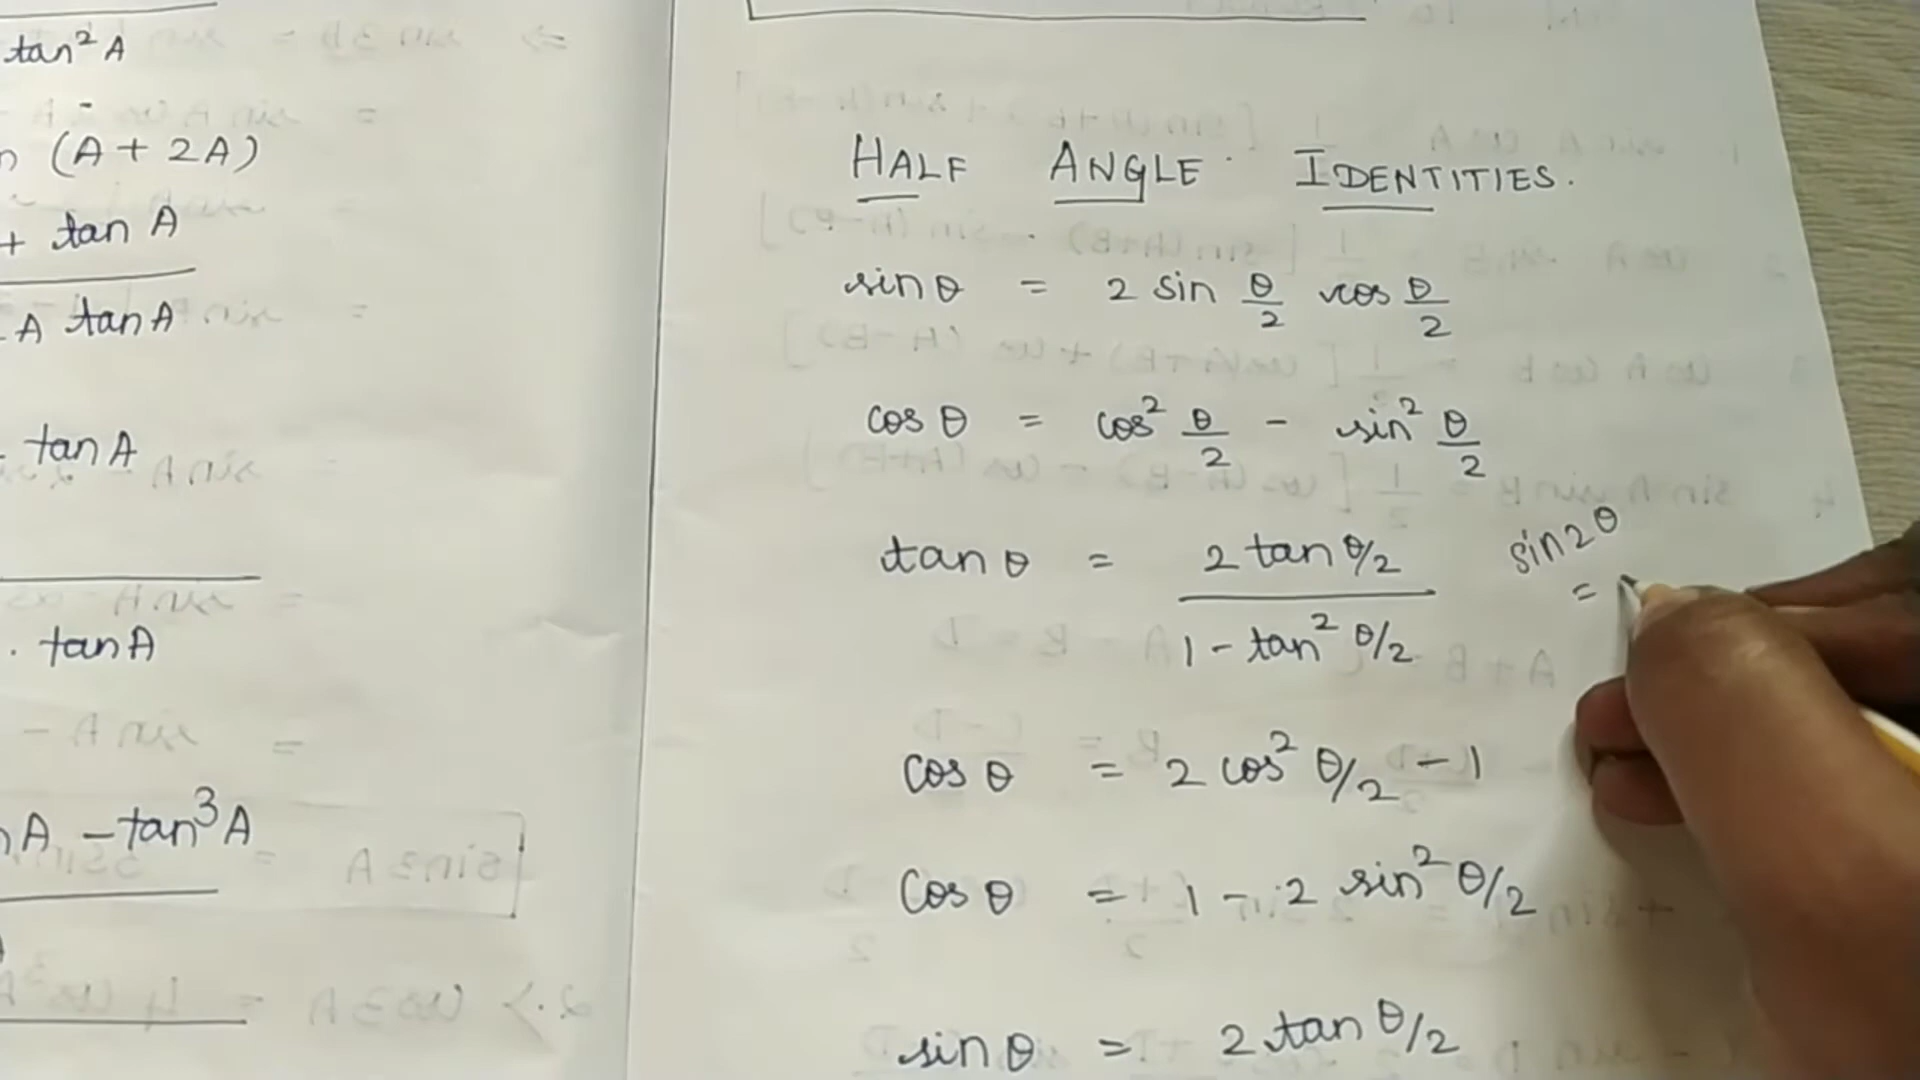 tan² A
(A + 2A)
+ tan A
A tan A
tan A
. tan A
A - tan³ A
HALF ANGLE IDENTITIES.
sin θ = 2 sin θ/2 cos θ/2
cos θ = cos² θ/2 - sin² θ/2
tan θ = 2 tan θ/2 / 1 - tan² θ/2
sin 2θ
=
cos θ = 2 cos² θ/2 - 1
cos θ = 1 - 2 sin² θ/2
sin θ = 2 tan θ/2